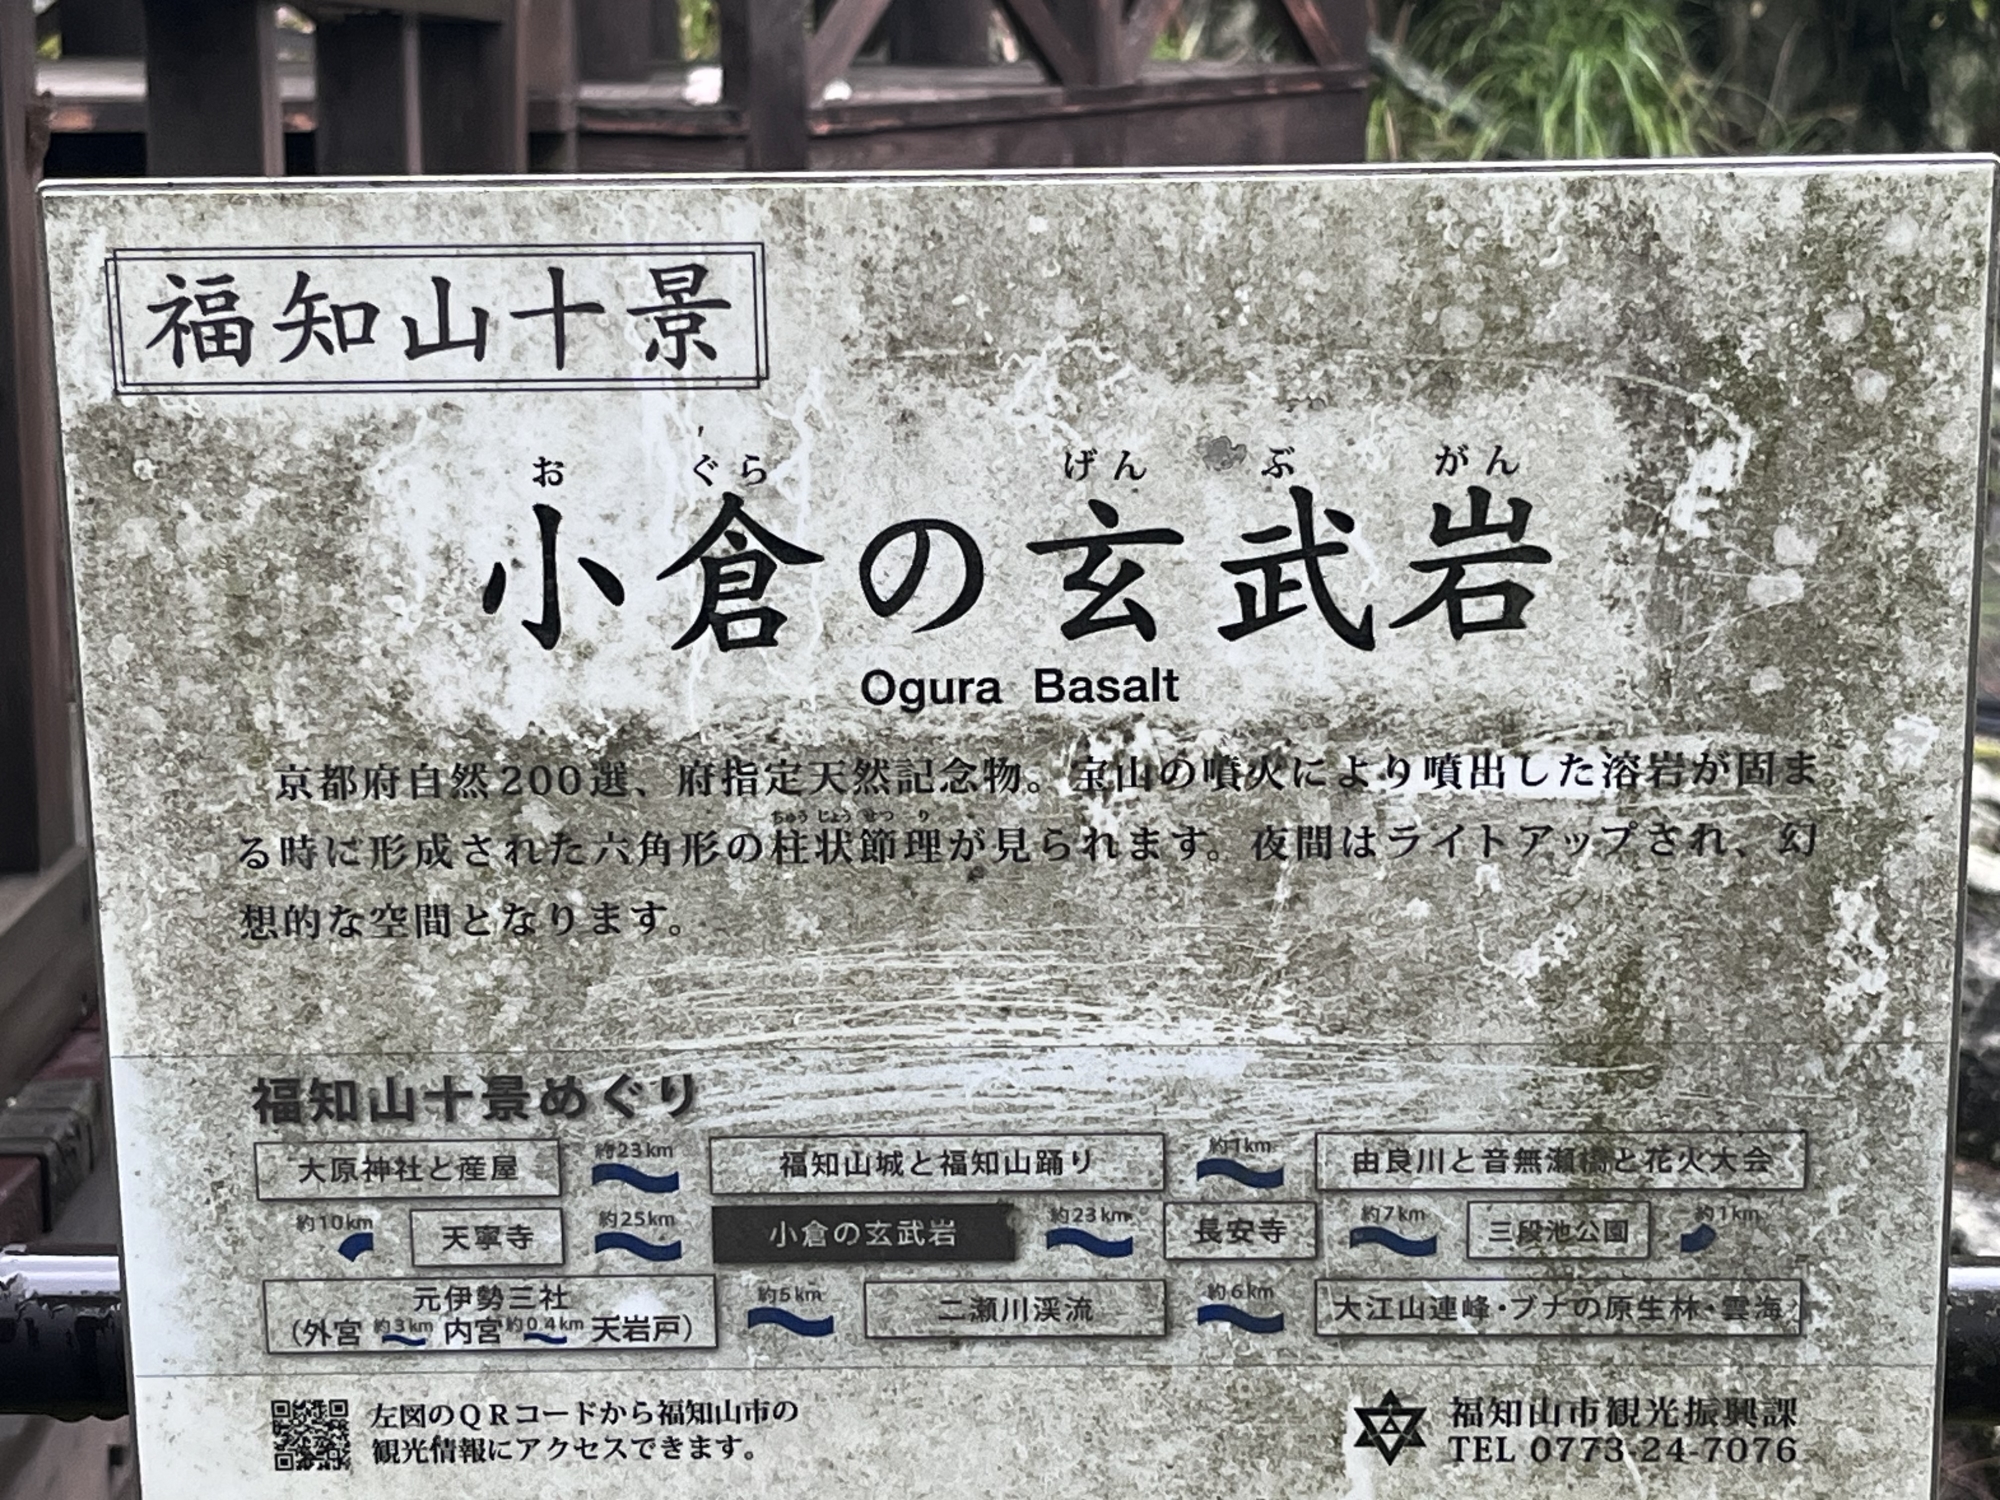 福知山十景
お ぐら げん ぶ がん
小倉の玄武岩
Ogura Basalt
京都府自然200選、府指定天然記念物。宝山の噴火により噴出した溶岩が固ま
ちゅう じょう せつ り
る時に形成された六角形の柱状節理が見られます。夜間はライトアップされ、幻
想的な空間となります。
福知山十景めぐり
大原神社と産屋 約23km 福知山城と福知山踊り 約1km 由良川と音無瀬橋と花火大会
約10km 天寧寺 約25km 小倉の玄武岩 約23km 長安寺 約7km 三段池公園 約1km
元伊勢三社 約5km 二瀬川渓流 約6km 大江山連峰・ブナの原生林・雲海
(外宮 約3km 内宮 約0.4km 天岩戸)
左図のQRコードから福知山市の
観光情報にアクセスできます。
福知山市観光振興課
TEL 0773-24-7076